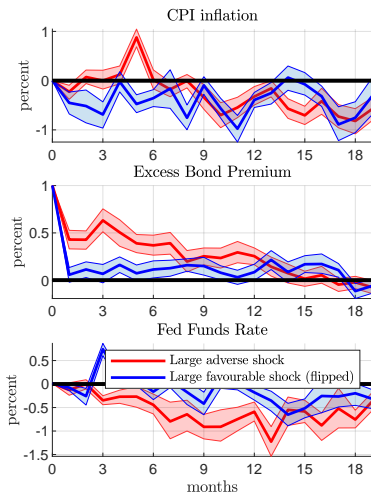 CPI inflation
1
0
-1
percent
0 3 6 9 12 15 18
Excess Bond Premium
1
0.5
0
percent
0 3 6 9 12 15 18
Fed Funds Rate
0.5
0
-0.5
-1
-1.5
percent
Large adverse shock
Large favourable shock (flipped)
0 3 6 9 12 15 18
months